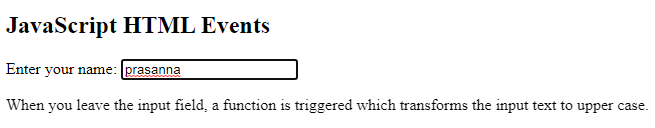 JavaScript HTML Events
Enter your name: prasanna
When you leave the input field, a function is triggered which transforms the input text to upper case.